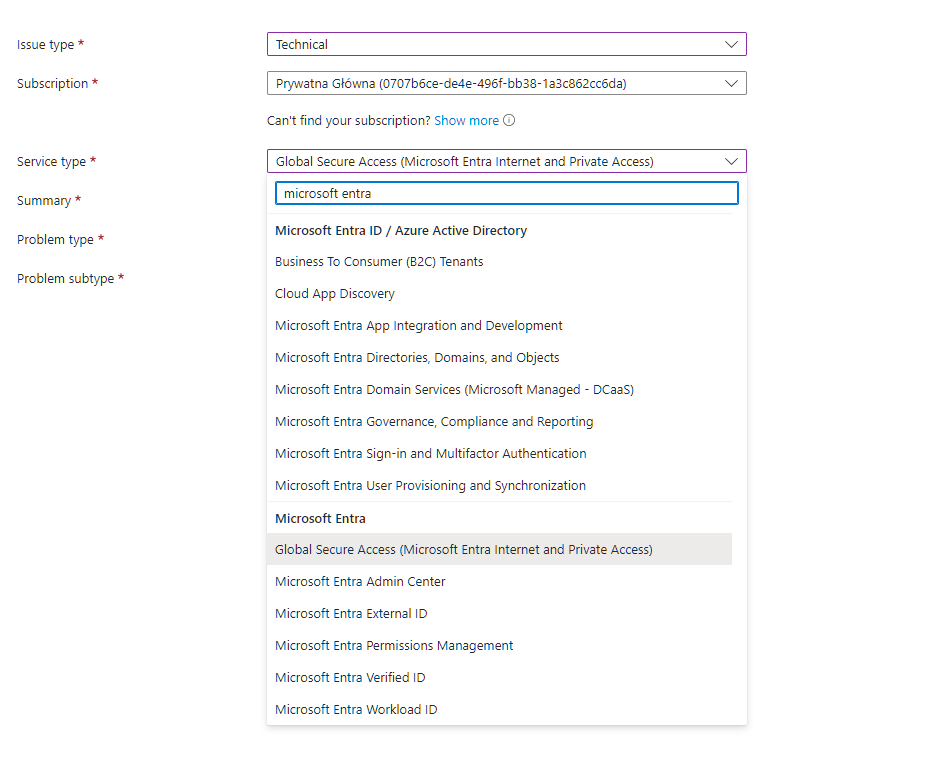 Issue type *
Technical
Subscription *
Prywatna Główna (0707b6ce-de4e-496f-bb38-1a3c862cc6da)
Can't find your subscription? Show more
Service type *
Global Secure Access (Microsoft Entra Internet and Private Access)
microsoft entra
Summary *
Problem type *
Problem subtype *
Microsoft Entra ID / Azure Active Directory
Business To Consumer (B2C) Tenants
Cloud App Discovery
Microsoft Entra App Integration and Development
Microsoft Entra Directories, Domains, and Objects
Microsoft Entra Domain Services (Microsoft Managed - DCaaS)
Microsoft Entra Governance, Compliance and Reporting
Microsoft Entra Sign-in and Multifactor Authentication
Microsoft Entra User Provisioning and Synchronization
Microsoft Entra
Global Secure Access (Microsoft Entra Internet and Private Access)
Microsoft Entra Admin Center
Microsoft Entra External ID
Microsoft Entra Permissions Management
Microsoft Entra Verified ID
Microsoft Entra Workload ID